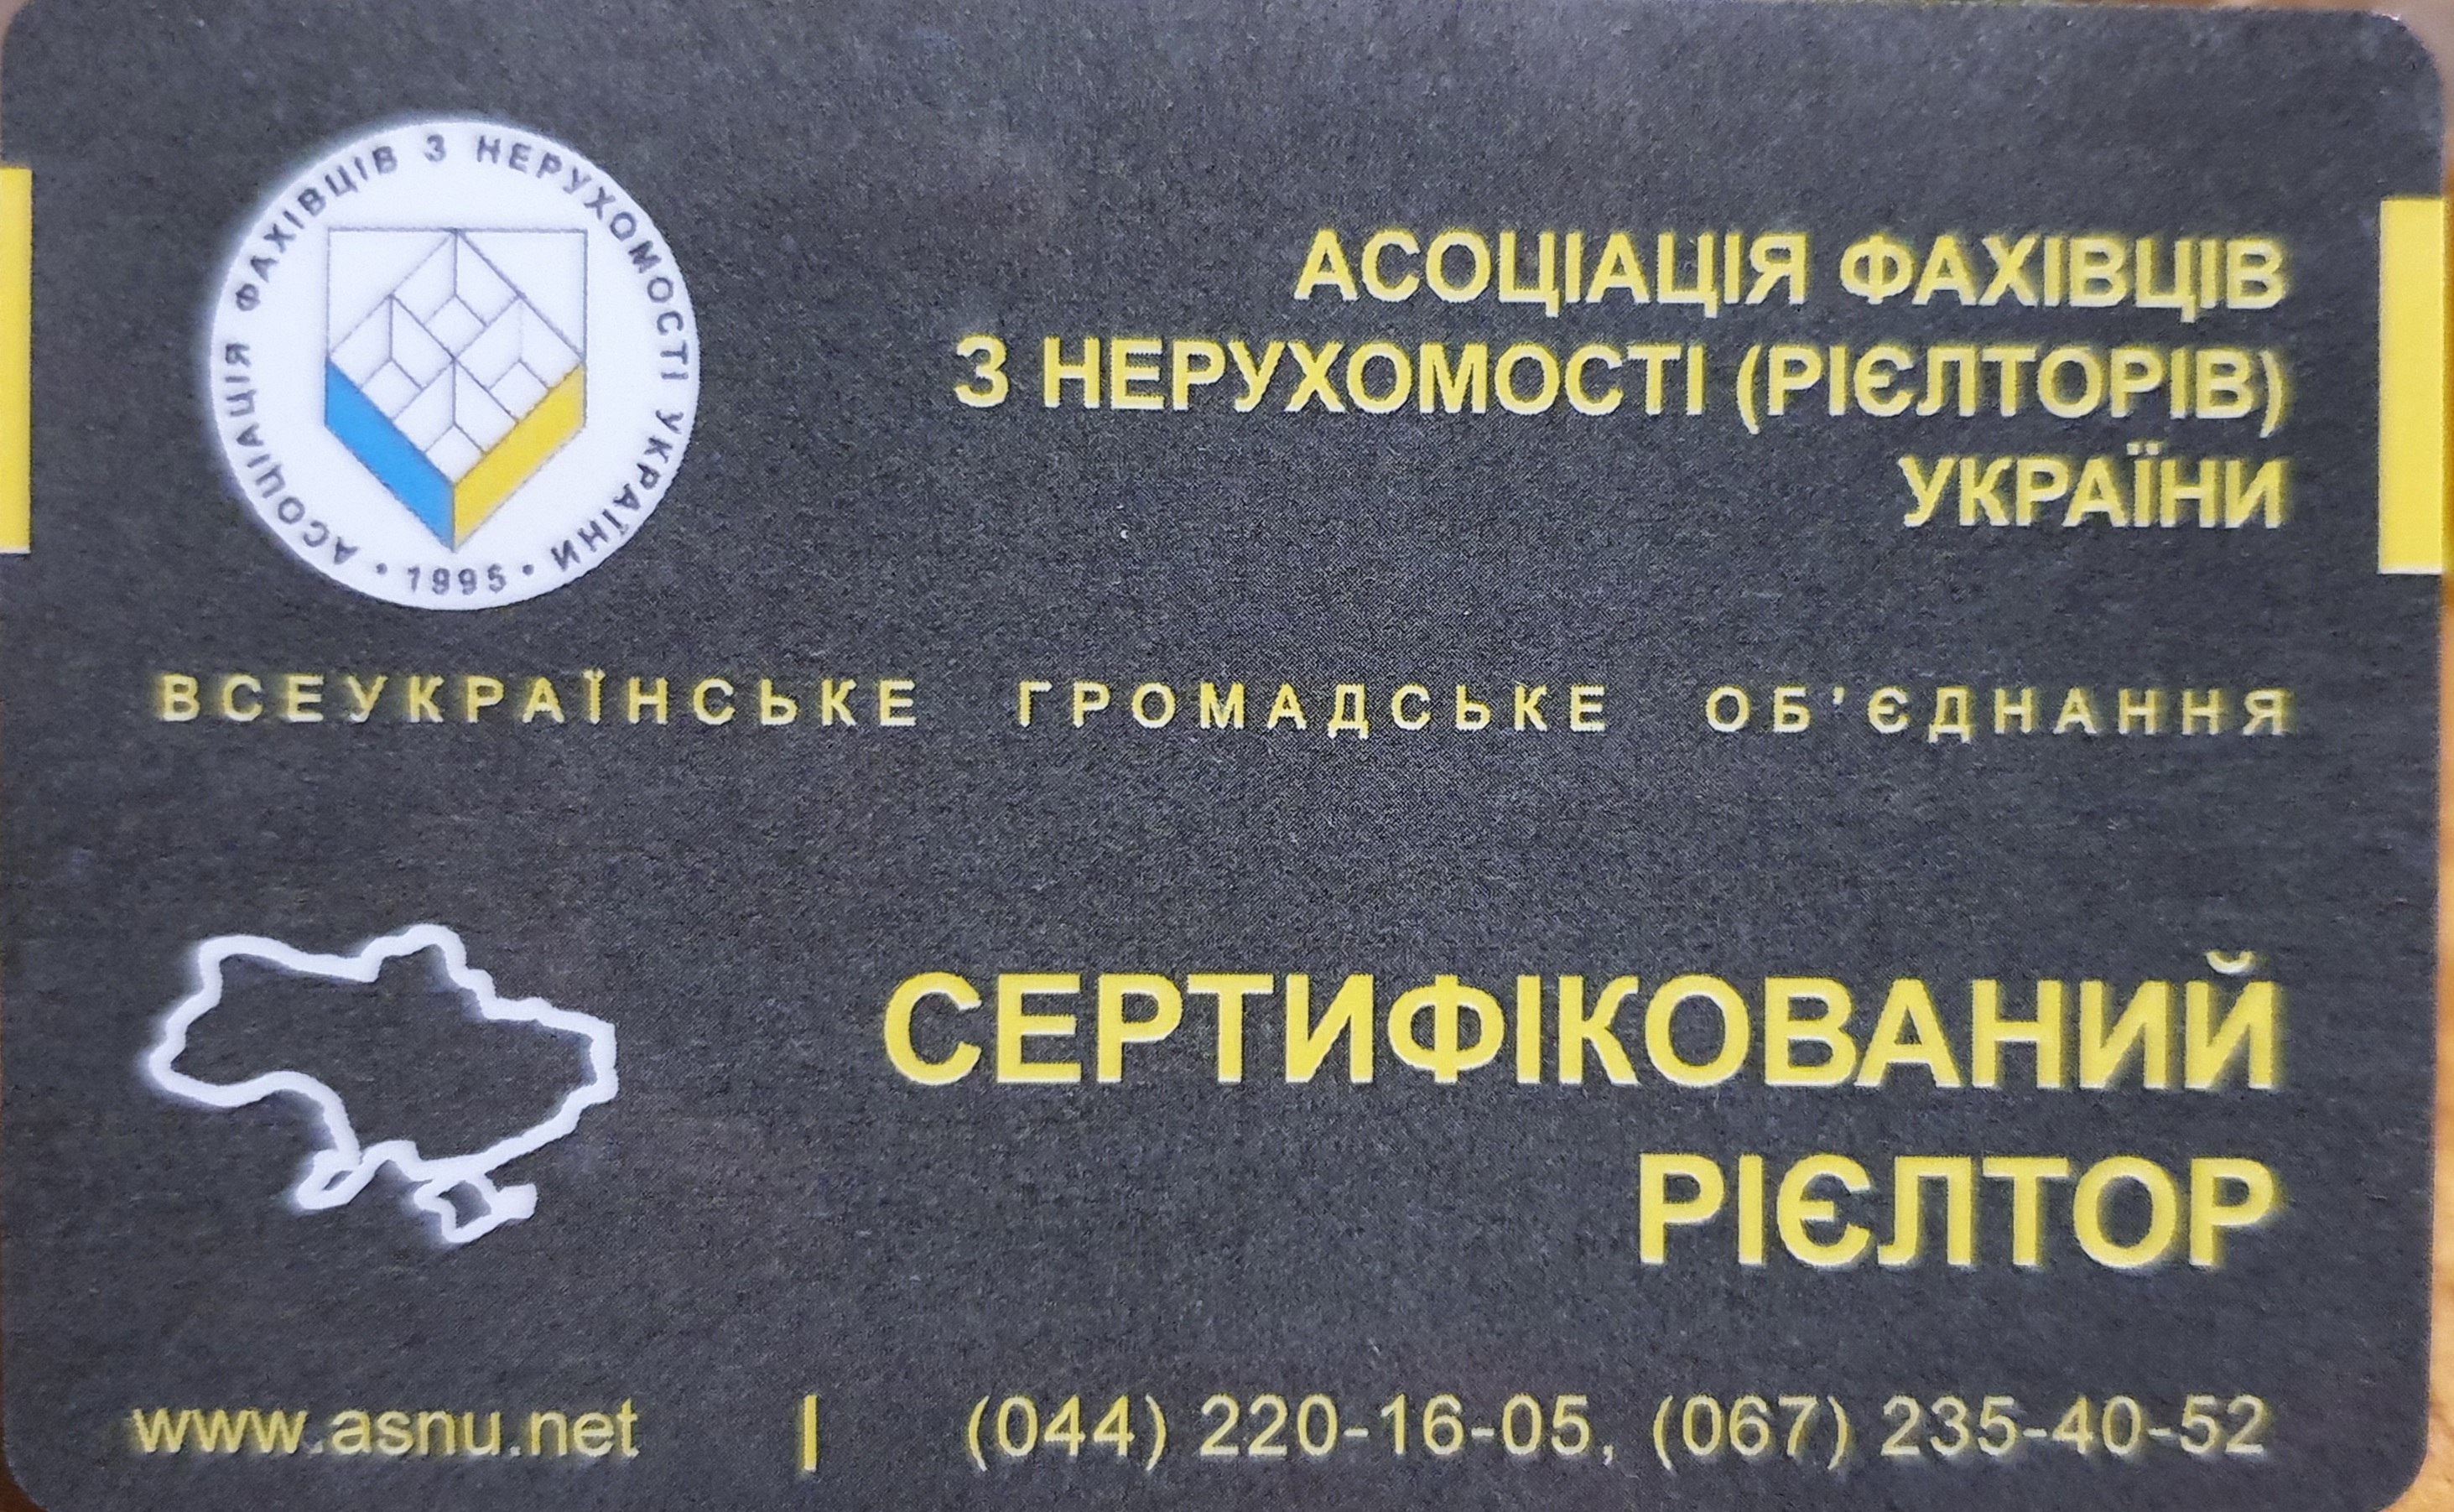 АСОЦІАЦІЯ ФАХІВЦІВ З НЕРУХОМОСТІ УКРАЇНИ
• 1995 •
АСОЦІАЦІЯ ФАХІВЦІВ
З НЕРУХОМОСТІ (РІЄЛТОРІВ)
УКРАЇНИ
ВСЕУКРАЇНСЬКЕ ГРОМАДСЬКЕ ОБ'ЄДНАННЯ
СЕРТИФІКОВАНИЙ
РІЄЛТОР
www.asnu.net | (044) 220-16-05, (067) 235-40-52